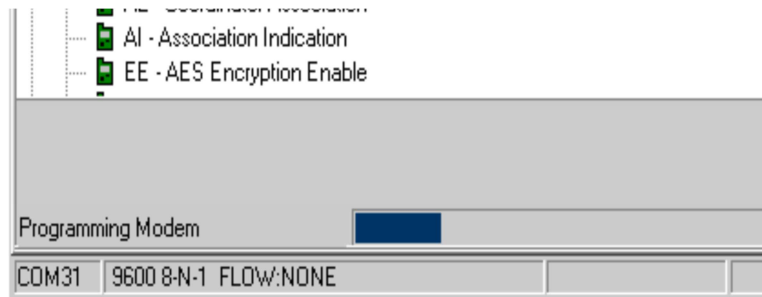 AI - Association Indication
EE - AES Encryption Enable
Programming Modem
COM31 9600 8-N-1 FLOW:NONE